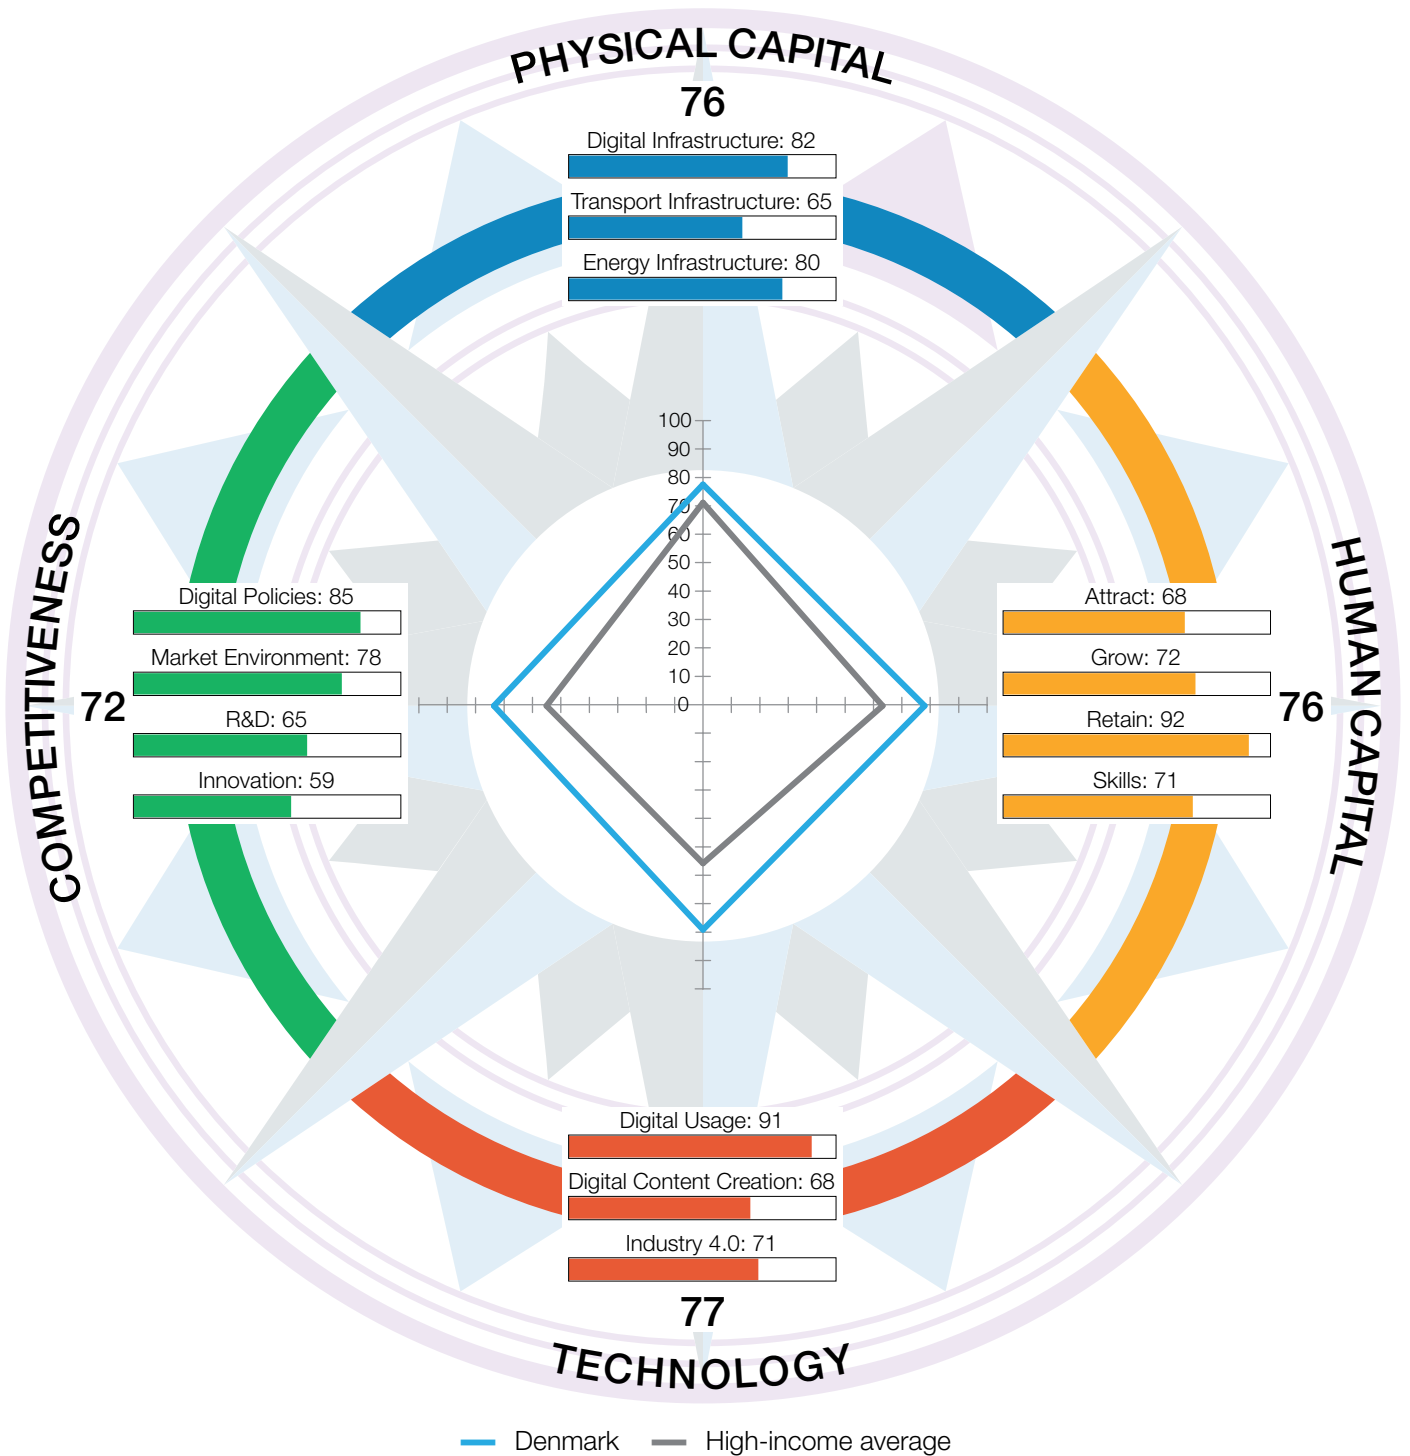 PHYSICAL CAPITAL
76
Digital Infrastructure: 82
Transport Infrastructure: 65
Energy Infrastructure: 80
100
90
80
70
60
50
40
30
20
10
0
COMPETITIVENESS
72
Digital Policies: 85
Market Environment: 78
R&D: 65
Innovation: 59
HUMAN CAPITAL
76
Attract: 68
Grow: 72
Retain: 92
Skills: 71
Digital Usage: 91
Digital Content Creation: 68
Industry 4.0: 71
77
TECHNOLOGY
Denmark High-income average